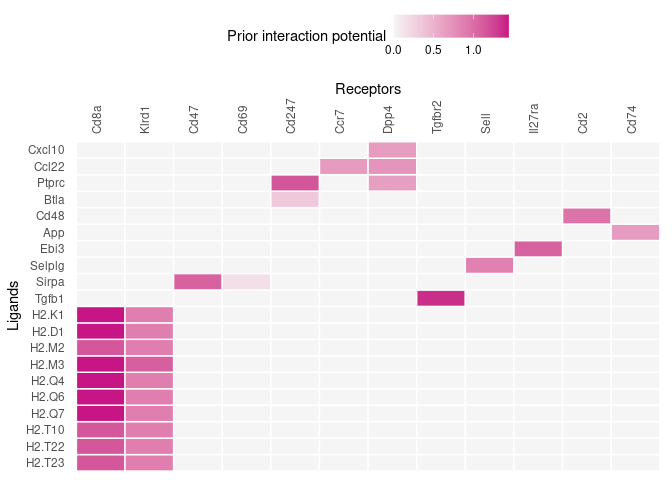 Prior interaction potential
0.0 0.5 1.0
Receptors
Cd8a Klrd1 Cd47 Cd69 Cd247 Ccr7 Dpp4 Tgfbr2 Sell Il27ra Cd2 Cd74
Ligands
Cxcl10
Ccl22
Ptprc
Btla
Cd48
App
Ebi3
Selplg
Sirpa
Tgfb1
H2.K1
H2.D1
H2.M2
H2.M3
H2.Q4
H2.Q6
H2.Q7
H2.T10
H2.T22
H2.T23